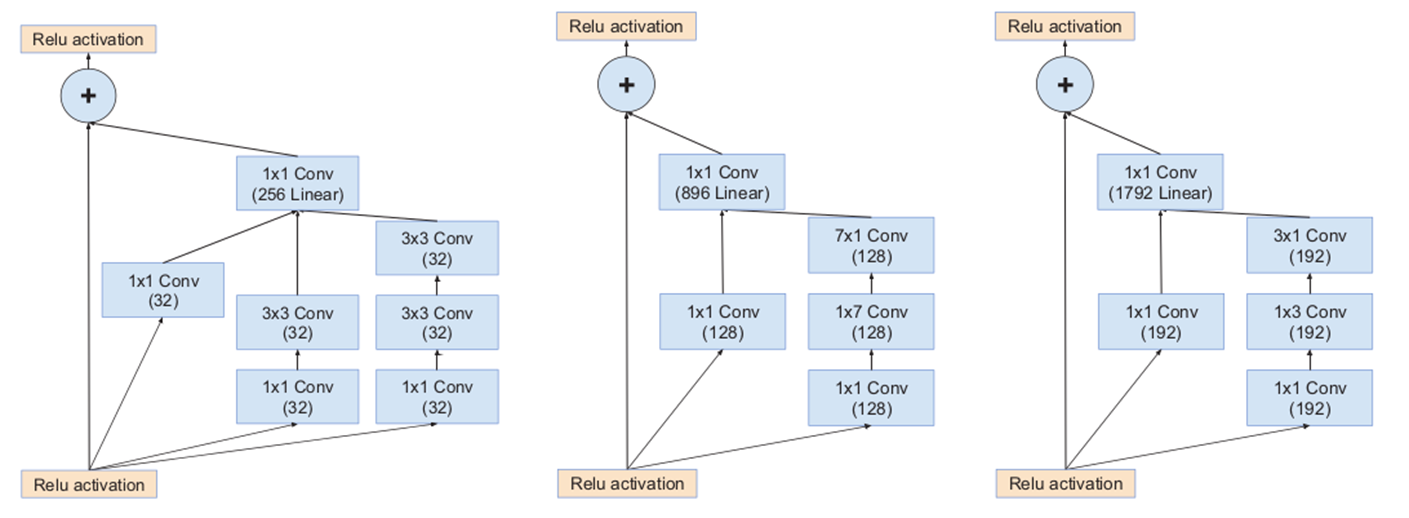 Relu activation
+
1x1 Conv
(256 Linear)
3x3 Conv
(32)
1x1 Conv
(32)
3x3 Conv
(32)
3x3 Conv
(32)
1x1 Conv
(32)
1x1 Conv
(32)
Relu activation
Relu activation
+
1x1 Conv
(896 Linear)
7x1 Conv
(128)
1x1 Conv
(128)
1x7 Conv
(128)
1x1 Conv
(128)
Relu activation
Relu activation
+
1x1 Conv
(1792 Linear)
3x1 Conv
(192)
1x1 Conv
(192)
1x3 Conv
(192)
1x1 Conv
(192)
Relu activation